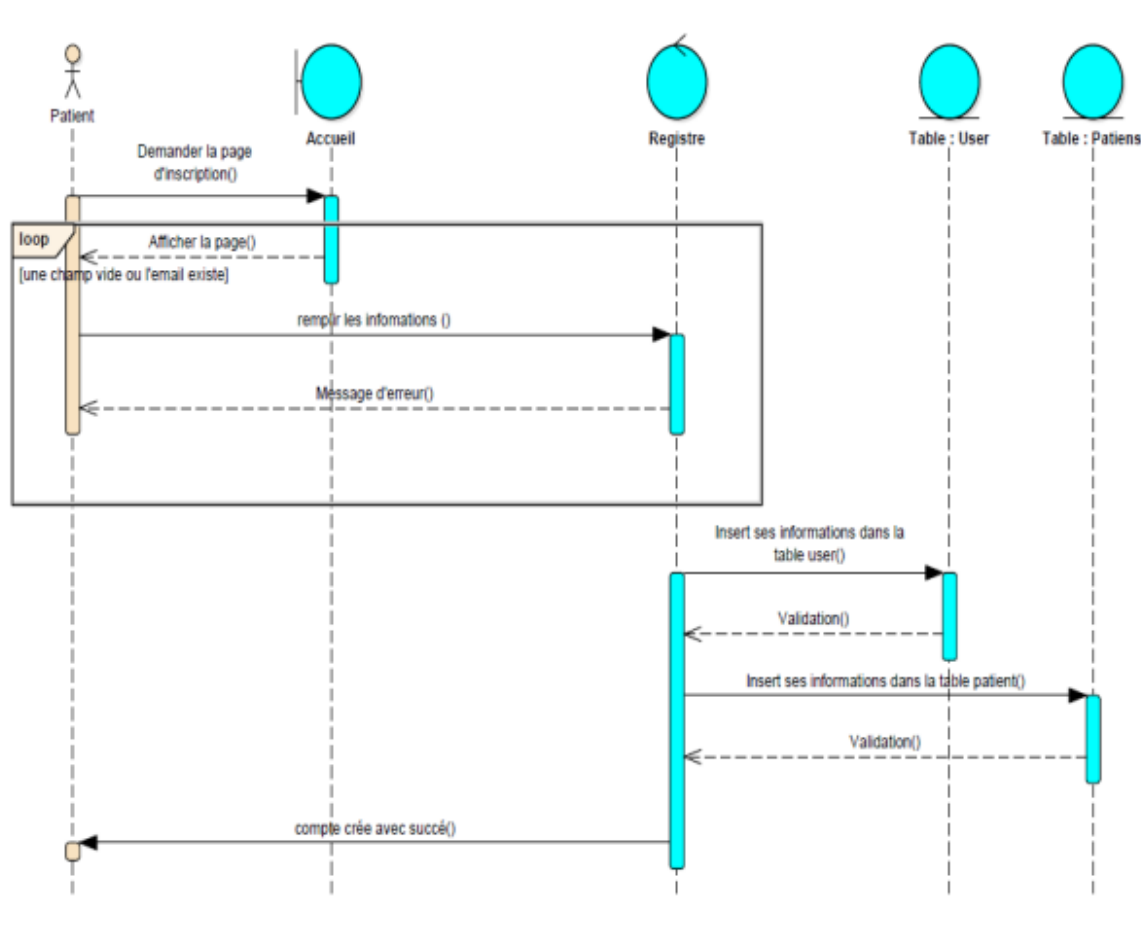 Patient
Accueil
Registre
Table : User
Table : Patiens
Demander la page
d'inscription()
loop
Afficher la page()
[une champ vide ou l'email existe]
remplir les infomations ()
Message d'erreur()
Insert ses informations dans la
table user()
Validation()
Insert ses informations dans la table patient()
Validation()
compte crée avec succé()